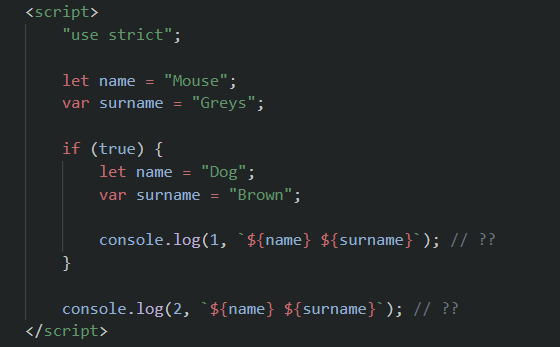 <script>
"use strict";
let name = "Mouse";
var surname = "Greys";
if (true) {
let name = "Dog";
var surname = "Brown";
console.log(1, `${name} ${surname}`); // ??
}
console.log(2, `${name} ${surname}`); // ??
</script>